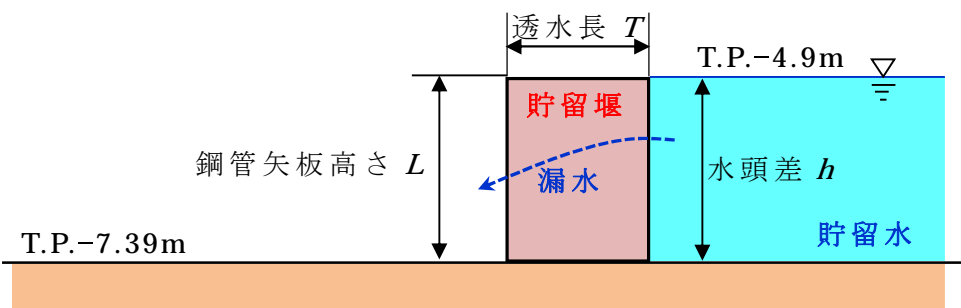 透水長 T
T.P.−4.9m
貯留堰
鋼管矢板高さ L
漏水
水頭差 h
貯留水
T.P.−7.39m